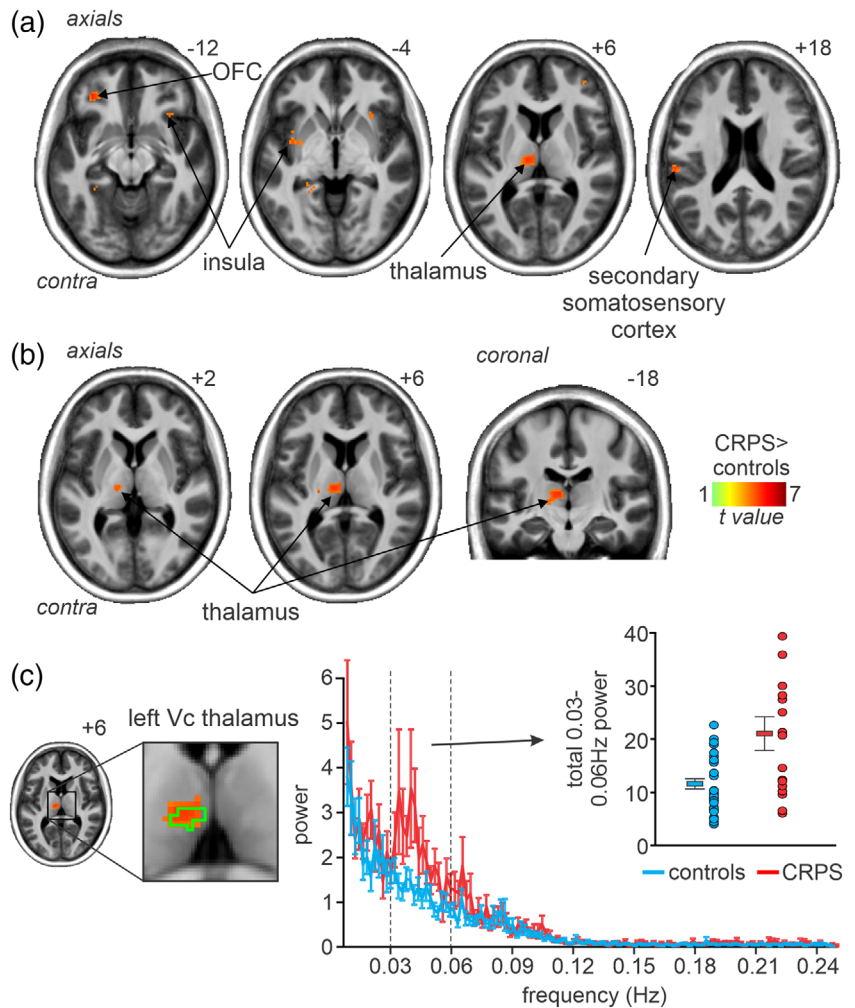 (a)
axials
-12
-4
+6
+18
OFC
insula
thalamus
secondary
somatosensory
cortex
contra
(b)
axials
coronal
+2
+6
-18
CRPS>
controls
1
7
t value
thalamus
contra
(c)
+6
left Vc thalamus
power
6
5
4
3
2
1
0
0.03
0.06
0.09
0.12
0.15
0.18
0.21
0.24
frequency (Hz)
total 0.03-
0.06Hz power
40
30
20
10
0
controls
CRPS